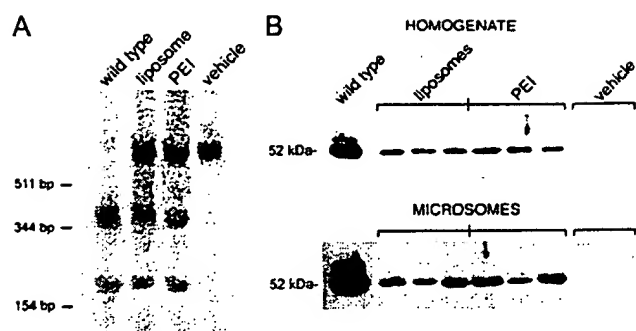 A
wild type
liposome
PEI
vehicle
511 bp
344 bp
154 bp
B
HOMOGENATE
wild type
liposomes
PEI
vehicle
52 kDa-
MICROSOMES
52 kDa-